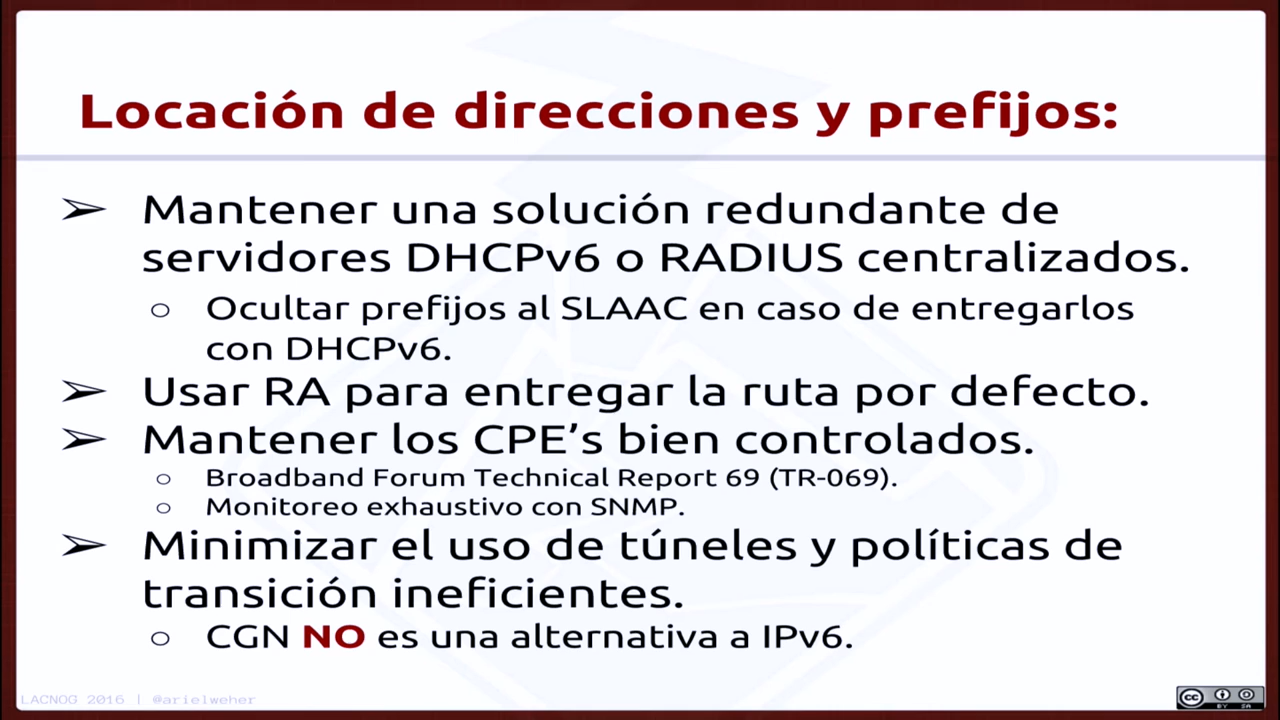 Locación de direcciones y prefijos:
➢ Mantener una solución redundante de
servidores DHCPv6 o RADIUS centralizados.
○ Ocultar prefijos al SLAAC en caso de entregarlos
con DHCPv6.
➢ Usar RA para entregar la ruta por defecto.
➢ Mantener los CPE’s bien controlados.
○ Broadband Forum Technical Report 69 (TR-069).
○ Monitoreo exhaustivo con SNMP.
➢ Minimizar el uso de túneles y políticas de
transición ineficientes.
○ CGN NO es una alternativa a IPv6.
LACNOG 2016 | @arielweher
cc BY SA